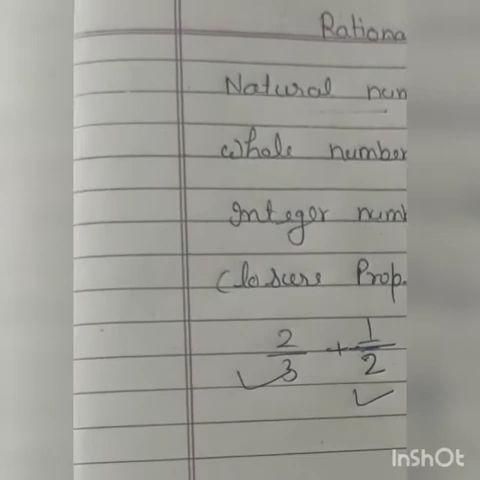 Rationa
Natural num
Whole number
Integer numb
Closure Prop.
2/3 + 1/2
InShOt